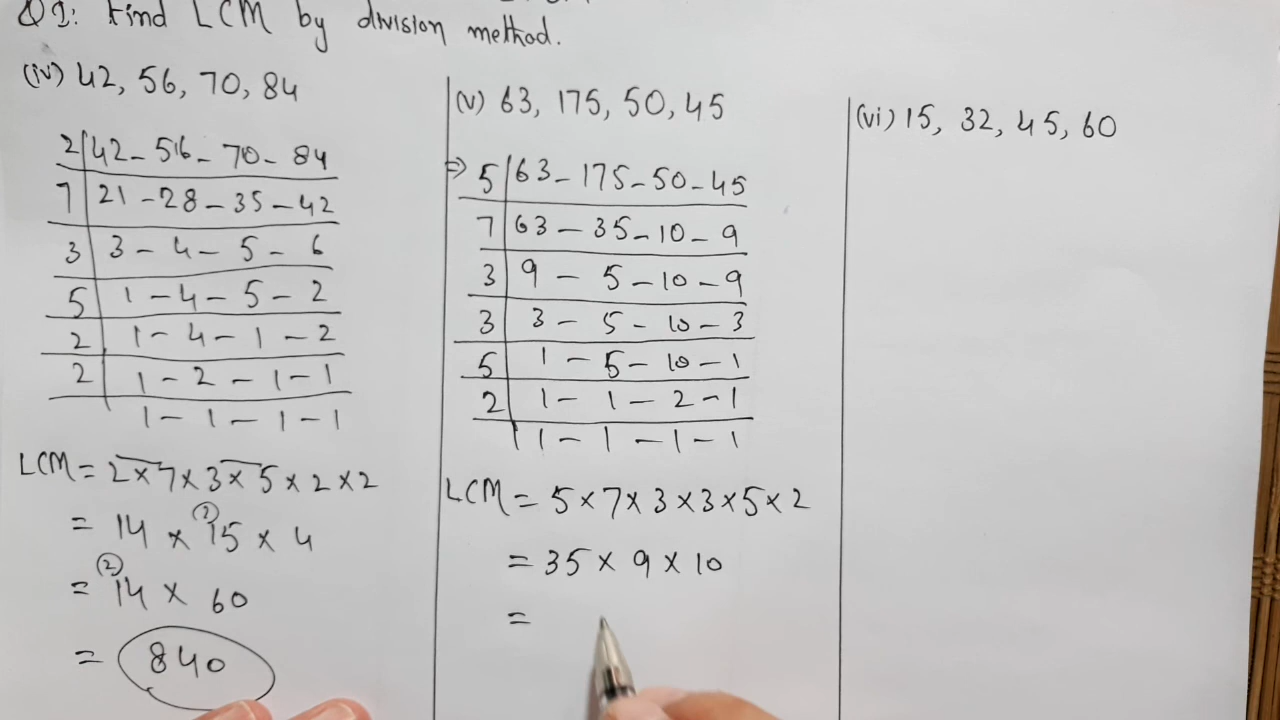 Q2: Find LCM by division method.
(iv) 42, 56, 70, 84
2 42 - 56 - 70 - 84
7 21 - 28 - 35 - 42
3 3 - 4 - 5 - 6
5 1 - 4 - 5 - 2
2 1 - 4 - 1 - 2
2 1 - 2 - 1 - 1
1 - 1 - 1 - 1
LCM = 2 × 7 × 3 × 5 × 2 × 2
= 14 × 15 × 4
(2)
= 14 × 60
(2)
= 840
(v) 63, 175, 50, 45
⇒ 5 63 - 175 - 50 - 45
7 63 - 35 - 10 - 9
3 9 - 5 - 10 - 9
3 3 - 5 - 10 - 3
5 1 - 5 - 10 - 1
2 1 - 1 - 2 - 1
1 - 1 - 1 - 1
LCM = 5 × 7 × 3 × 3 × 5 × 2
= 35 × 9 × 10
=
(vi) 15, 32, 45, 60